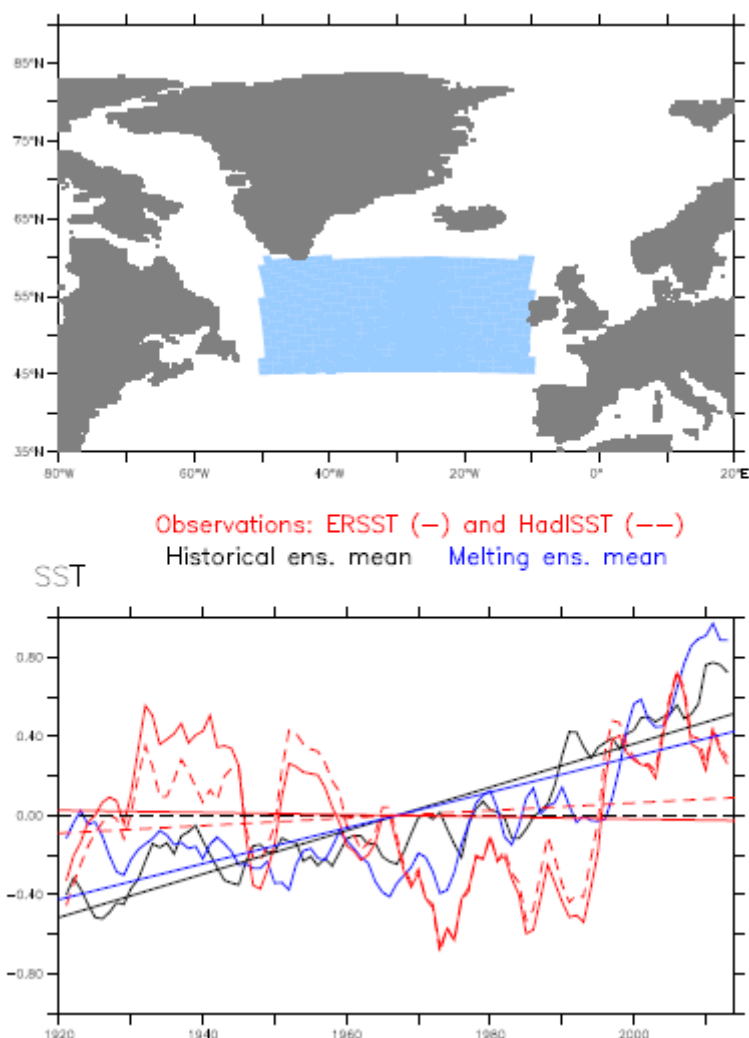 85°N
75°N
65°N
55°N
45°N
35°N
80°W 60°W 40°W 20°W 0° 20°E
Observations: ERSST (—) and HadISST (——)
Historical ens. mean Melting ens. mean
SST
0.80
0.40
0.00
-0.40
-0.80
1920 1940 1960 1980 2000